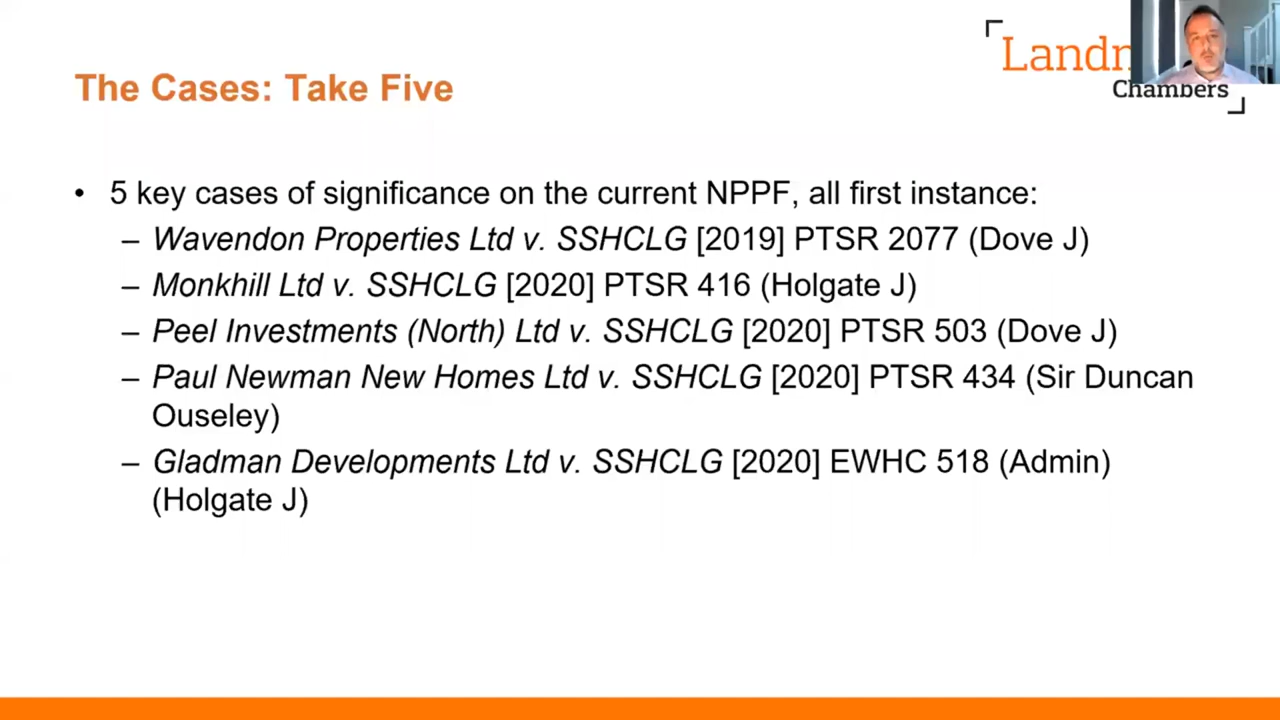 Landm
Chambers
The Cases: Take Five
• 5 key cases of significance on the current NPPF, all first instance:
– Wavendon Properties Ltd v. SSHCLG [2019] PTSR 2077 (Dove J)
– Monkhill Ltd v. SSHCLG [2020] PTSR 416 (Holgate J)
– Peel Investments (North) Ltd v. SSHCLG [2020] PTSR 503 (Dove J)
– Paul Newman New Homes Ltd v. SSHCLG [2020] PTSR 434 (Sir Duncan
Ouseley)
– Gladman Developments Ltd v. SSHCLG [2020] EWHC 518 (Admin)
(Holgate J)